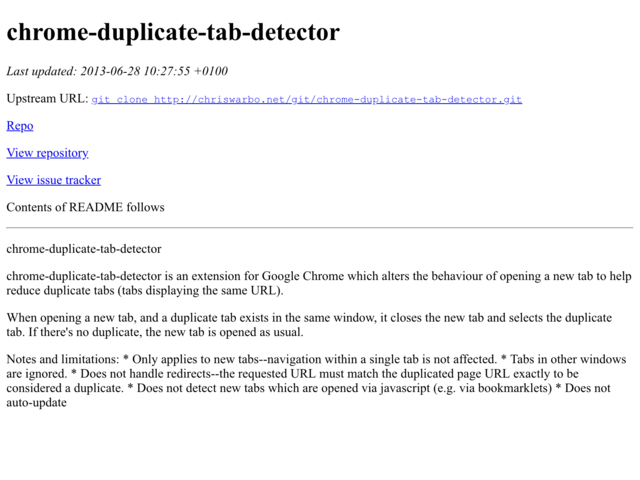 chrome-duplicate-tab-detector
Last updated: 2013-06-28 10:27:55 +0100
Upstream URL: git clone http://chriswarbo.net/git/chrome-duplicate-tab-detector.git
Repo
View repository
View issue tracker
Contents of README follows
chrome-duplicate-tab-detector
chrome-duplicate-tab-detector is an extension for Google Chrome which alters the behaviour of opening a new tab to help
reduce duplicate tabs (tabs displaying the same URL).
When opening a new tab, and a duplicate tab exists in the same window, it closes the new tab and selects the duplicate
tab. If there's no duplicate, the new tab is opened as usual.
Notes and limitations: * Only applies to new tabs--navigation within a single tab is not affected. * Tabs in other windows
are ignored. * Does not handle redirects--the requested URL must match the duplicated page URL exactly to be
considered a duplicate. * Does not detect new tabs which are opened via javascript (e.g. via bookmarklets) * Does not
auto-update